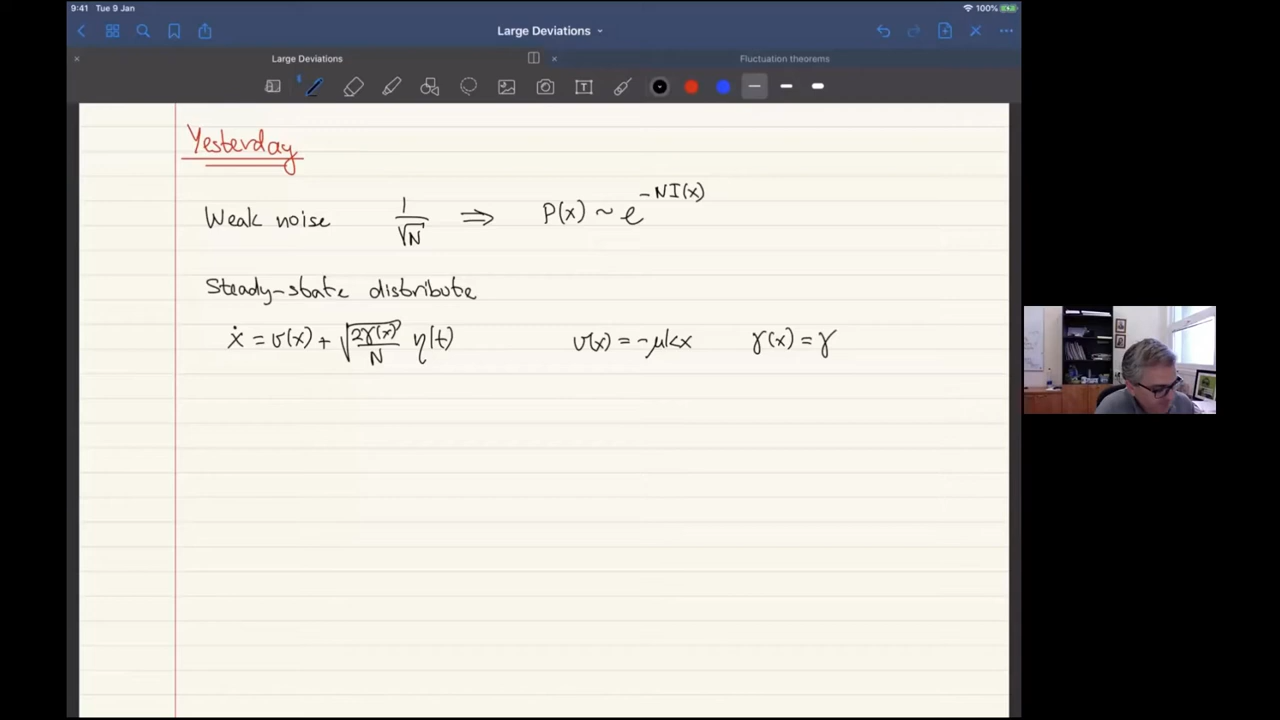 9:41 Tue 9 Jan 100%
Large Deviations
Large Deviations Fluctuation theorems
Yesterday
Weak noise 1/√N ⇒ P(x) ~ e^{-NI(x)}
Steady-state distribute
ẋ = v(x) + √(2γ(x)/N) η(t) v(x) = -μkx γ(x) = γ